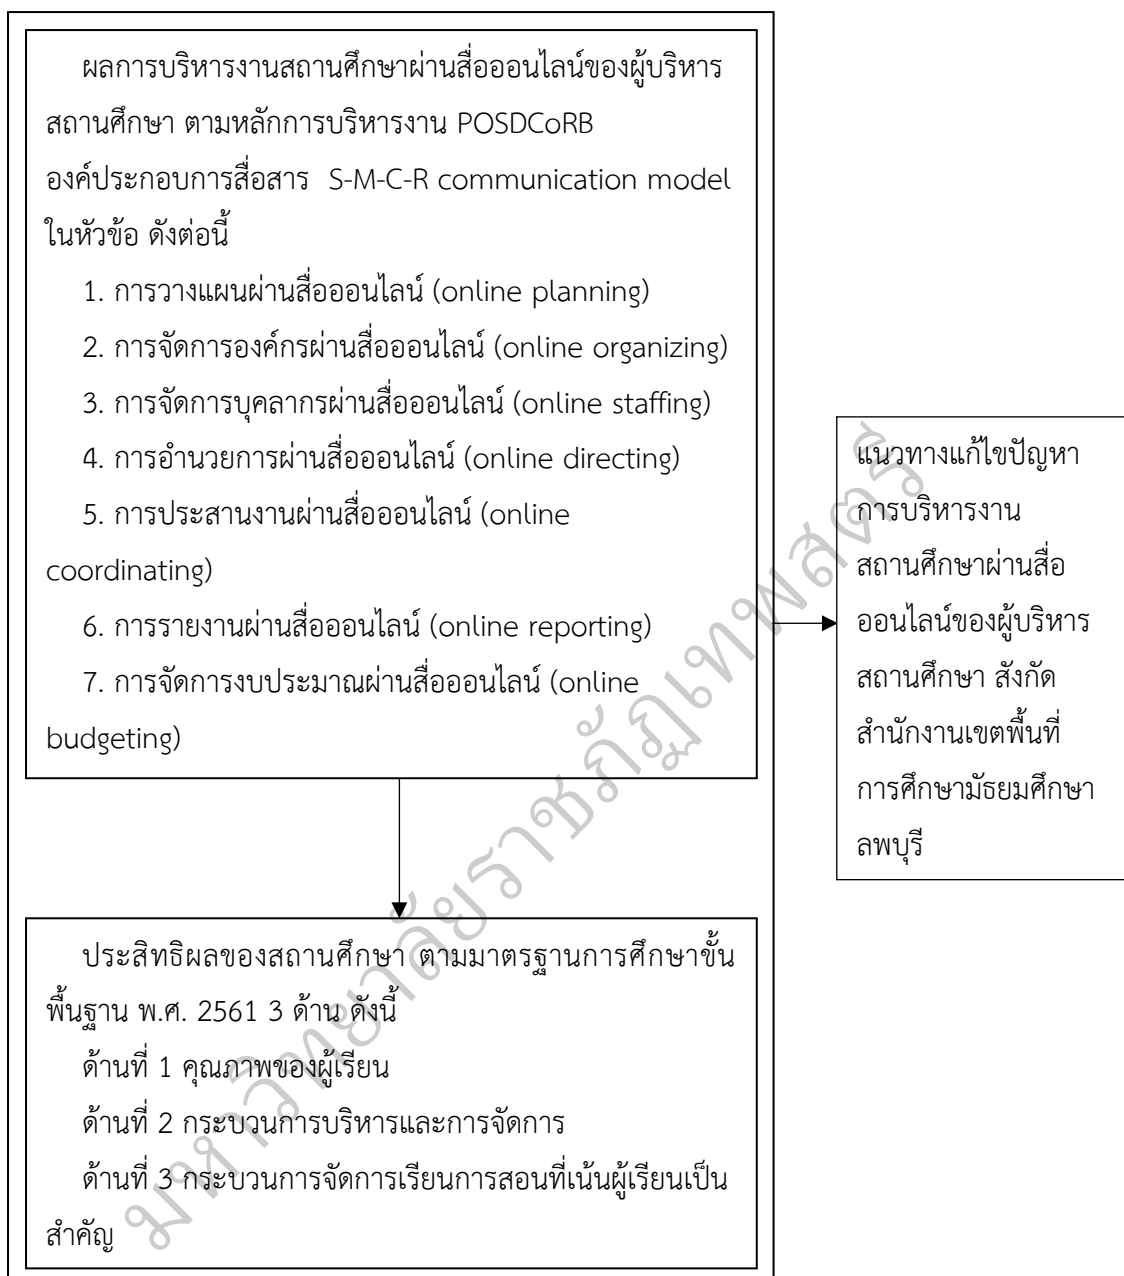 ผลการบริหารงานสถานศึกษาผ่านสื่อออนไลน์ของผู้บริหาร
สถานศึกษา ตามหลักการบริหารงาน POSDCoRB
องค์ประกอบการสื่อสาร S-M-C-R communication model
ในหัวข้อ ดังต่อนี้
1. การวางแผนผ่านสื่อออนไลน์ (online planning)
2. การจัดการองค์กรผ่านสื่อออนไลน์ (online organizing)
3. การจัดการบุคลากรผ่านสื่อออนไลน์ (online staffing)
4. การอำนวยการผ่านสื่อออนไลน์ (online directing)
5. การประสานงานผ่านสื่อออนไลน์ (online
coordinating)
6. การรายงานผ่านสื่อออนไลน์ (online reporting)
7. การจัดการงบประมาณผ่านสื่อออนไลน์ (online
budgeting)
แนวทางแก้ไขปัญหา
การบริหารงาน
สถานศึกษาผ่านสื่อ
ออนไลน์ของผู้บริหาร
สถานศึกษา สังกัด
สำนักงานเขตพื้นที่
การศึกษามัธยมศึกษา
ลพบุรี
ประสิทธิผลของสถานศึกษา ตามมาตรฐานการศึกษาขั้น
พื้นฐาน พ.ศ. 2561 3 ด้าน ดังนี้
ด้านที่ 1 คุณภาพของผู้เรียน
ด้านที่ 2 กระบวนการบริหารและการจัดการ
ด้านที่ 3 กระบวนการจัดการเรียนการสอนที่เน้นผู้เรียนเป็น
สำคัญ
มหาวิทยาลัยราชภัฏเทพสตรี